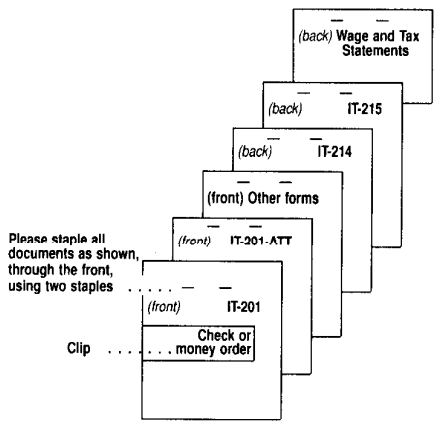 (back) Wage and Tax
Statements
(back) IT-215
(back) IT-214
(front) Other forms
(front) IT-201-ATT
Please staple all
documents as shown,
through the front,
using two staples . . . . . .
(front) IT-201
Check or
Clip . . . . . . . . money order